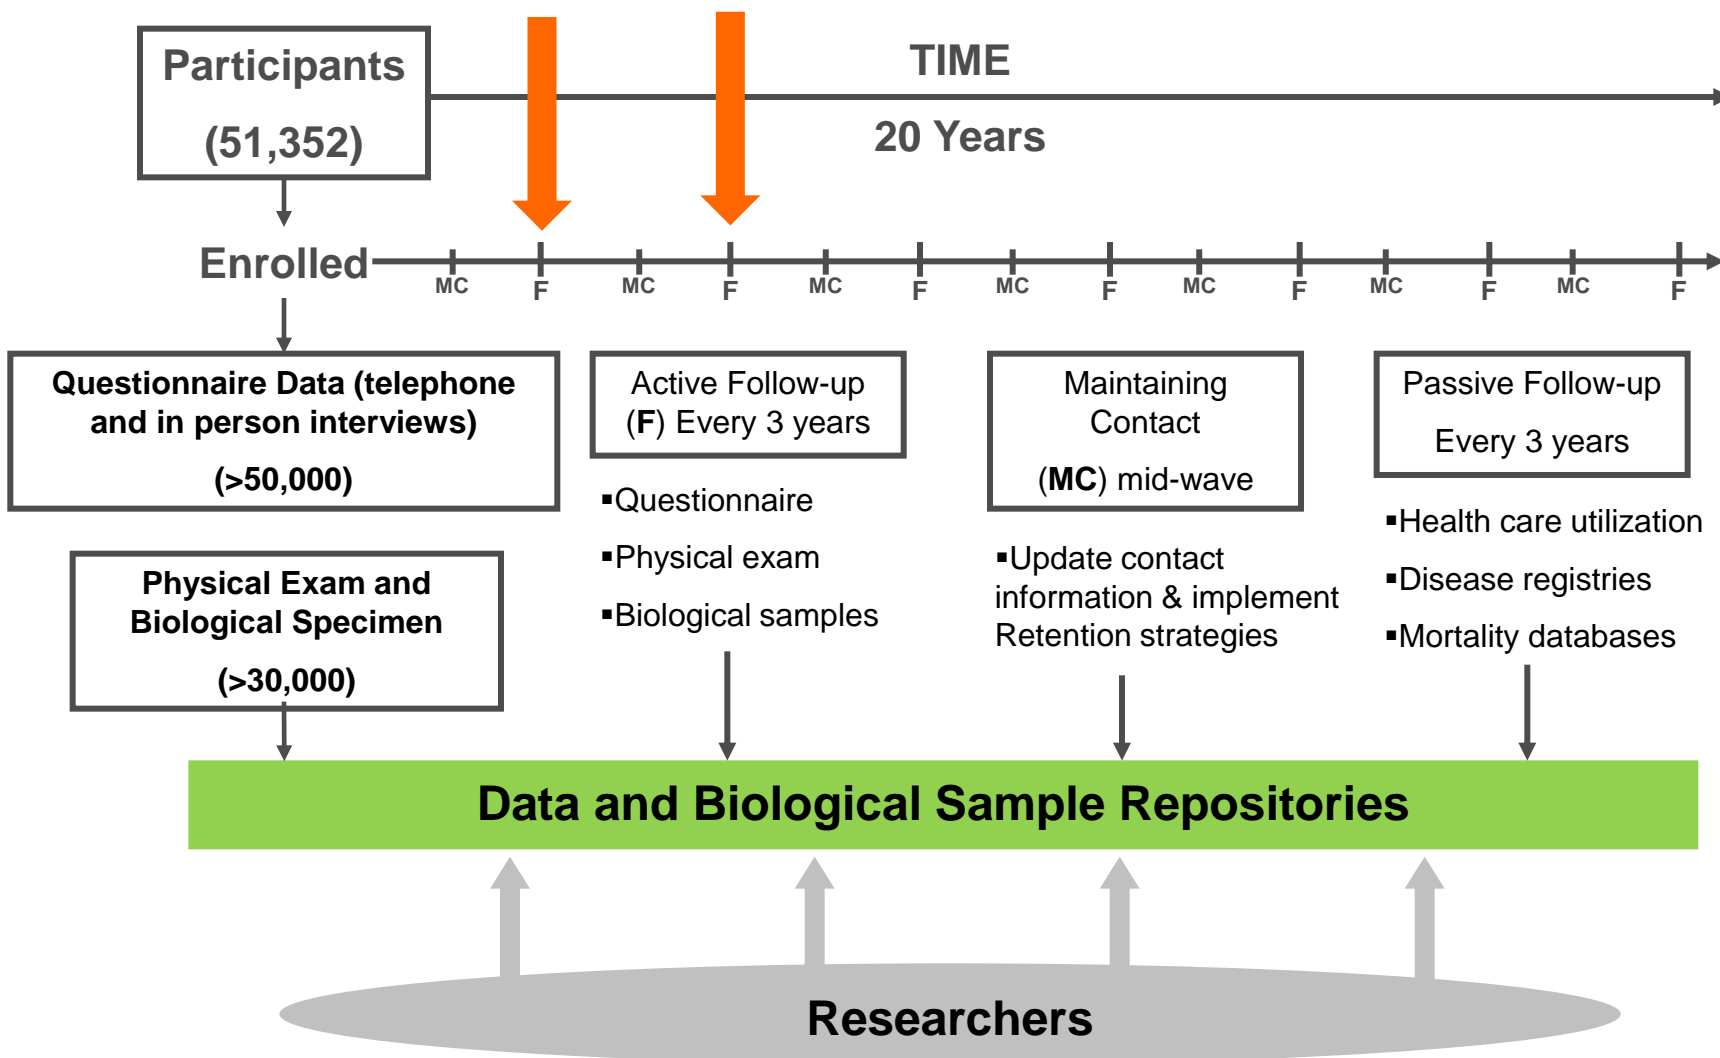 Participants
(51,352)
TIME
20 Years
Enrolled
MC
F
MC
F
MC
F
MC
F
MC
F
MC
F
MC
F
Questionnaire Data (telephone
and in person interviews)
(>50,000)
Physical Exam and
Biological Specimen
(>30,000)
Active Follow-up
(F) Every 3 years
▪Questionnaire
▪Physical exam
▪Biological samples
Maintaining
Contact
(MC) mid-wave
▪Update contact
information & implement
Retention strategies
Passive Follow-up
Every 3 years
▪Health care utilization
▪Disease registries
▪Mortality databases
Data and Biological Sample Repositories
Researchers